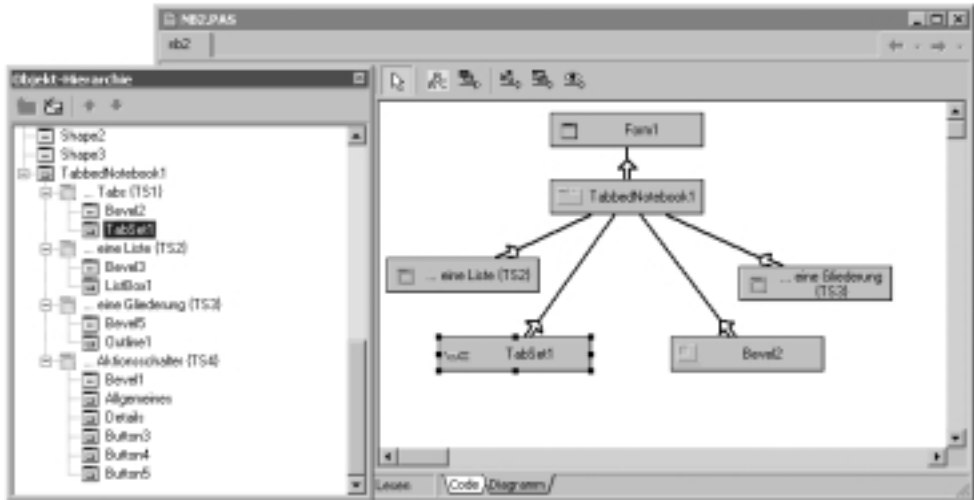 NB2.PAS
nb2
Objekt-Hierarchie
Shape2
Shape3
TabbedNotebook1
... Tabs (TS1)
Bevel2
TabSet1
... eine Liste (TS2)
Bevel3
ListBox1
... eine Gliederung (TS3)
Bevel5
Outline1
... Aktionsschalter (TS4)
Bevel1
Allgemeines
Details
Button3
Button4
Button5
Form1
TabbedNotebook1
... eine Liste (TS2)
... eine Gliederung
(TS3)
TabSet1
Bevel2
Lesen
Code
Diagramm